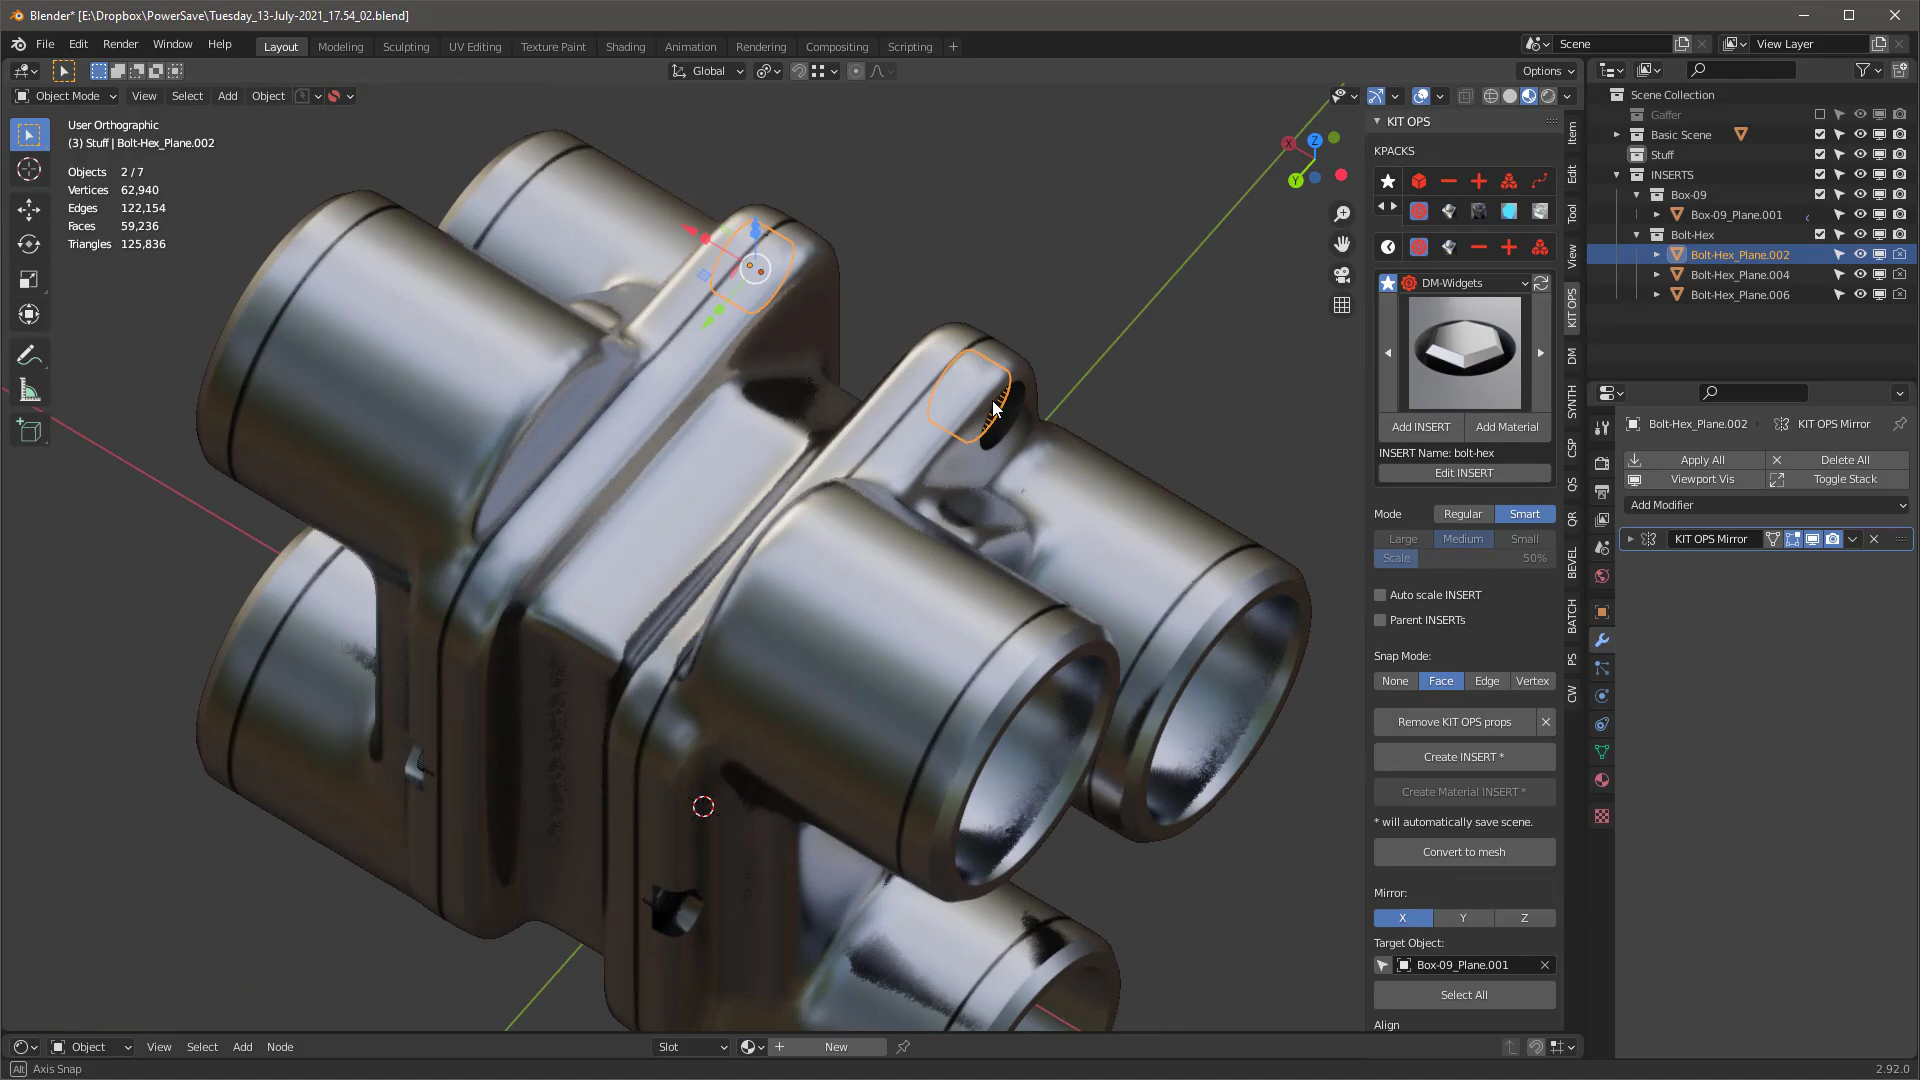 Blender* [E:\Dropbox\PowerSave\Tuesday_13-July-2021_17.54_02.blend]
File Edit Render Window Help Layout Modeling Sculpting UV Editing Texture Paint Shading Animation Rendering Compositing Scripting + Scene View Layer
Global Options
Object Mode View Select Add Object
User Orthographic
(3) Stuff | Bolt-Hex_Plane.002
Objects 2 / 7
Vertices 62,940
Edges 122,154
Faces 59,236
Triangles 125,836
X
Y
Z
KIT OPS
KPACKS
DM-Widgets
Add INSERT Add Material
INSERT Name: bolt-hex
Edit INSERT
Mode Regular Smart
Large Medium Small
Scale 50%
Auto scale INSERT
Parent INSERTs
Snap Mode:
None Face Edge Vertex
Remove KIT OPS props
Create INSERT *
Create Material INSERT *
* will automatically save scene.
Convert to mesh
Mirror:
X Y Z
Target Object:
Box-09_Plane.001
Select All
Align
Item
Edit
Tool
View
KIT OPS
DM
SYNTH
CSP
QS
QR
BEVEL
BATCH
PS
CW
Scene Collection
Gaffer
Basic Scene
Stuff
INSERTS
Box-09
Box-09_Plane.001
Bolt-Hex
Bolt-Hex_Plane.002
Bolt-Hex_Plane.004
Bolt-Hex_Plane.006
Bolt-Hex_Plane.002 KIT OPS Mirror
Apply All Delete All
Viewport Vis Toggle Stack
Add Modifier
KIT OPS Mirror
Object View Select Add Node Slot New
Alt Axis Snap 2.92.0